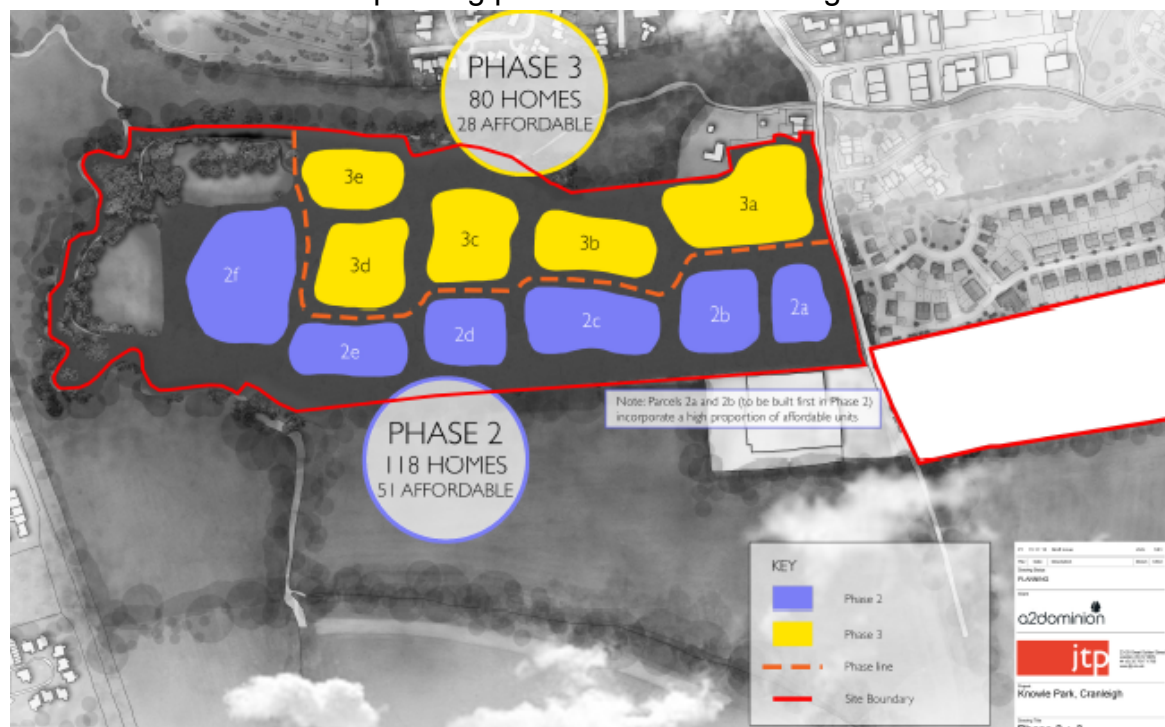 PHASE 3
80 HOMES
28 AFFORDABLE
3e
3a
3c
3b
3d
2f
2b
2a
2c
2d
2e
Note: Parcels 2a and 2b (to be built first in Phase 2)
incorporate a high proportion of affordable units
PHASE 2
118 HOMES
51 AFFORDABLE
KEY
Phase 2
Phase 3
Phase line
Site Boundary
PLANNING
a2dominion
jtp
Knowle Park, Cranleigh